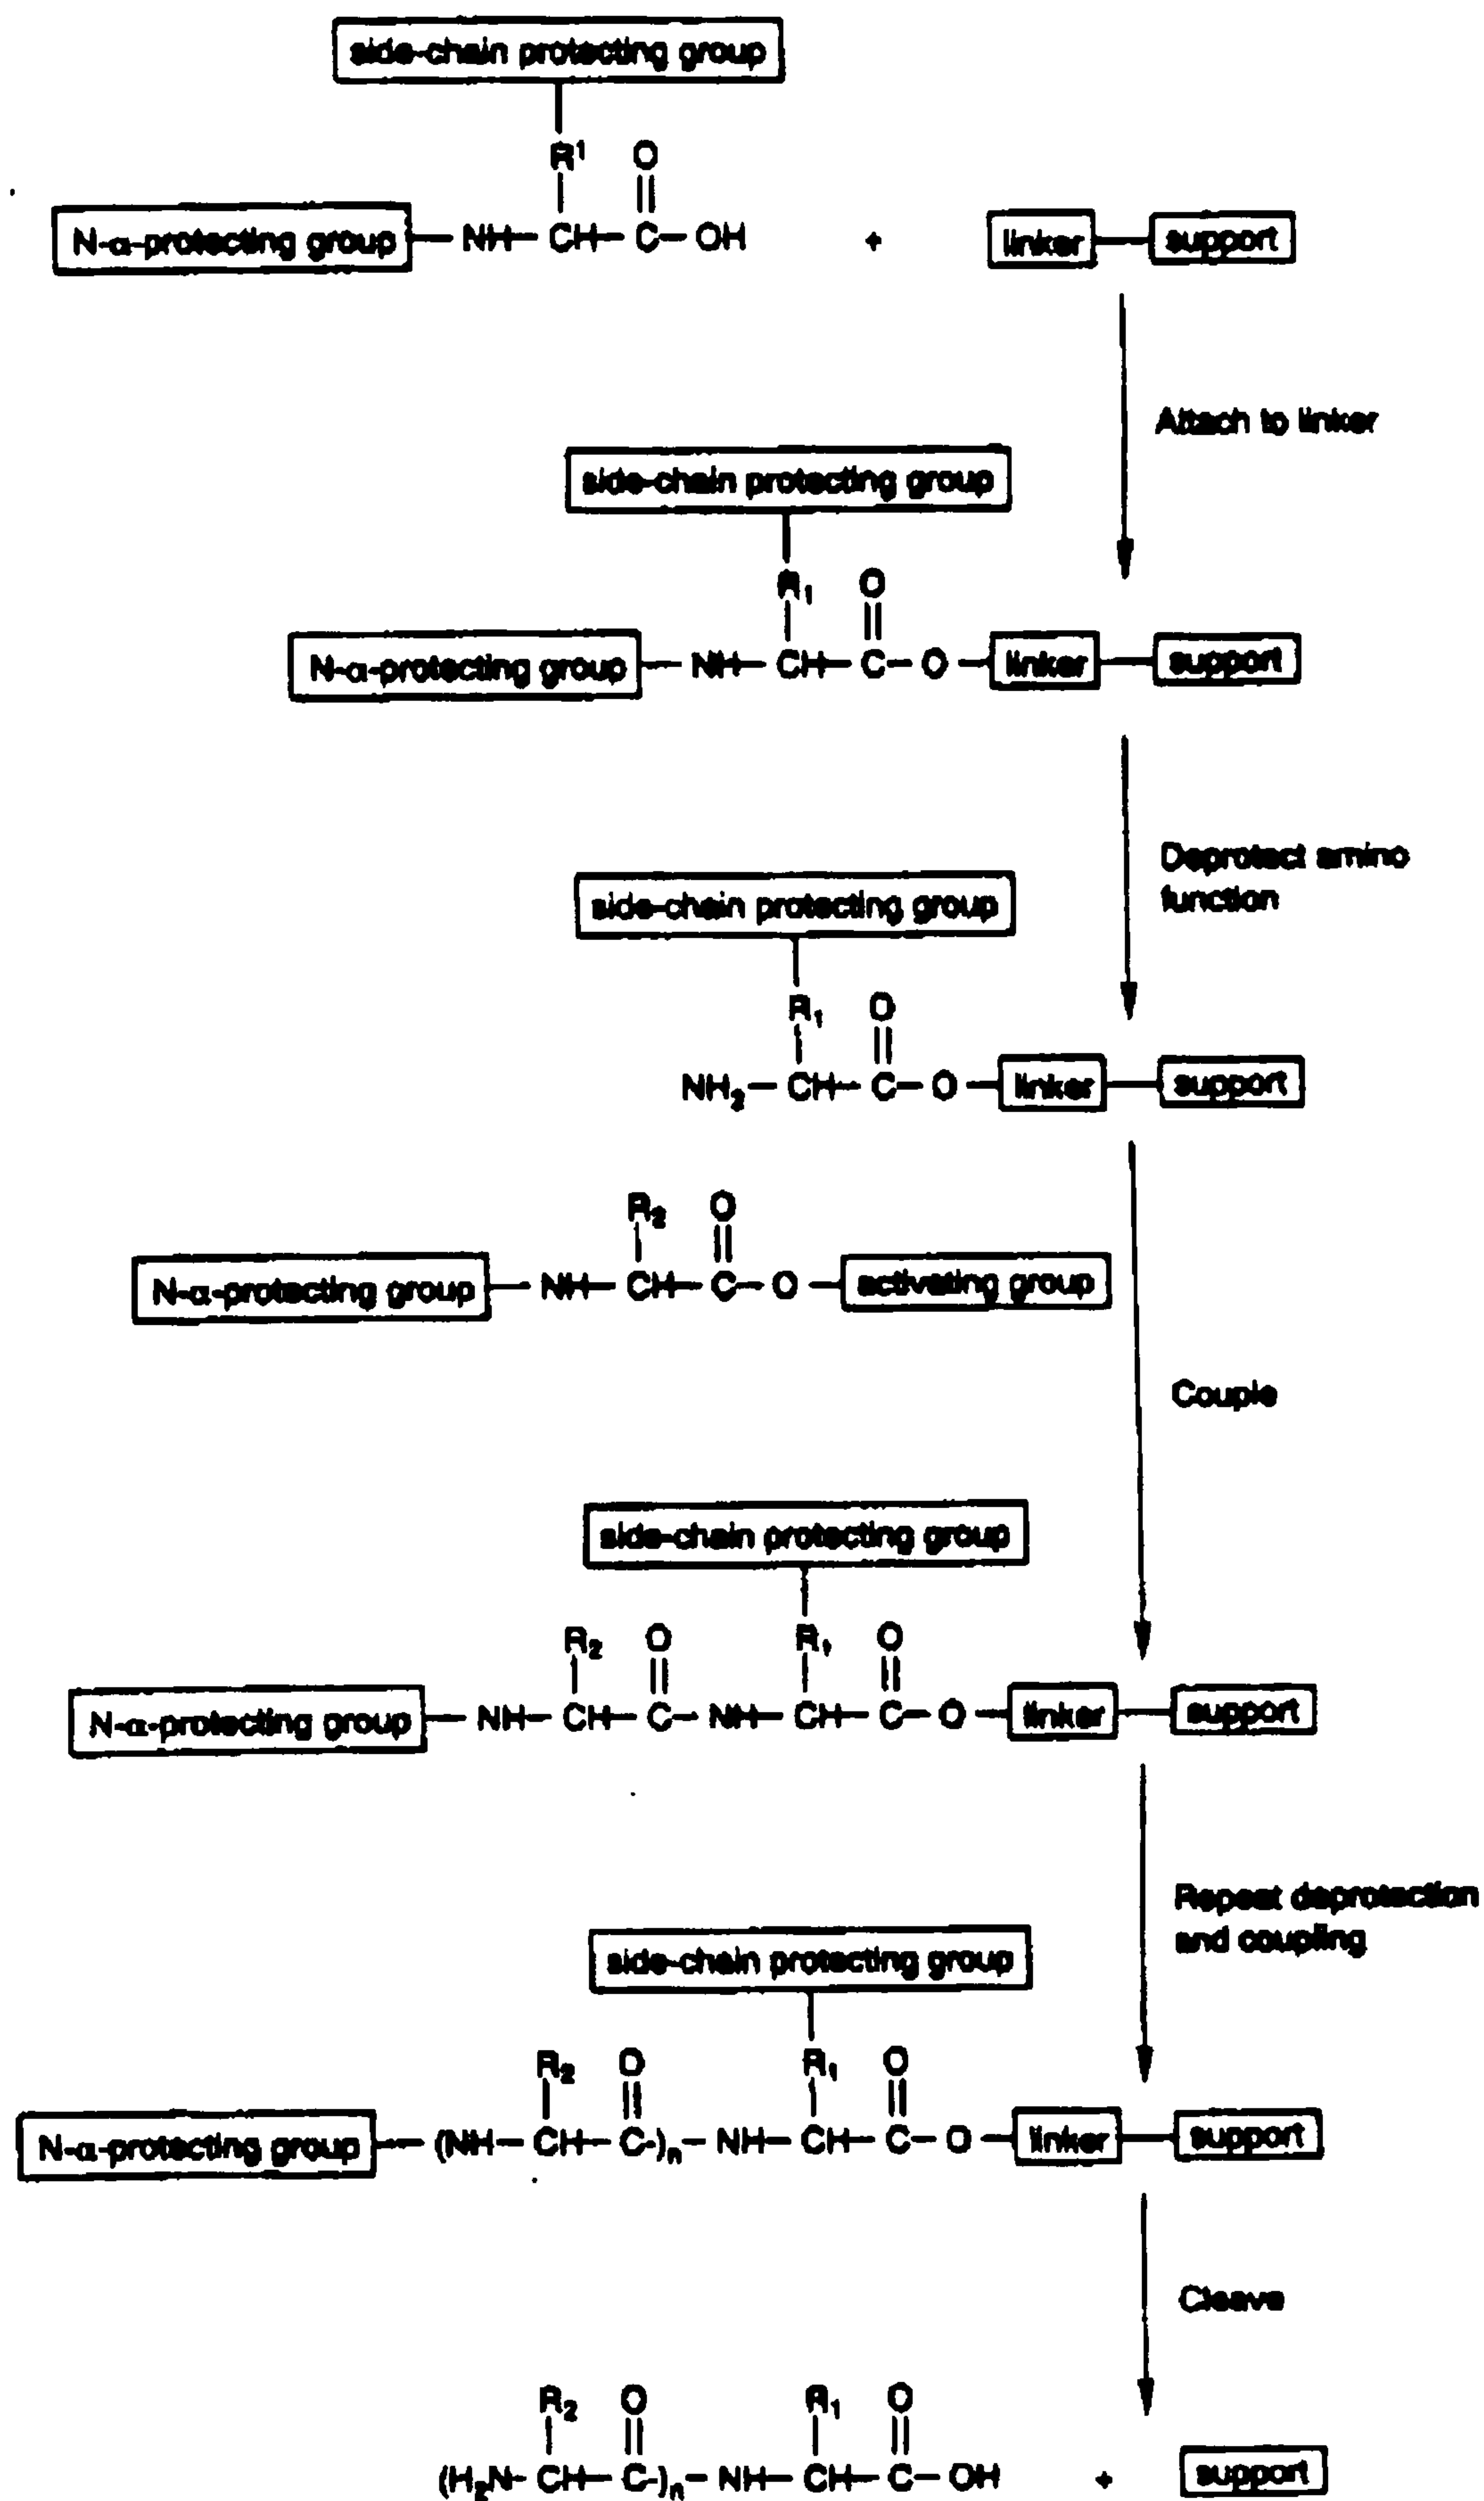 side-chain protecting group
R¹ O
N-α-protecting group NH— CH— C— OH + linker support
Attach to linker
side-chain protecting group
R₁ O
N-α-protecting group NH— CH— C— O linker support
Deprotect amino
function
side-chain protecting group
R₁ O
NH₂— CH— C— O linker support
R₂ O
N-α-protecting group NH— CH— C— O activating group
Couple
side-chain protecting group
R₂ O R₁ O
N-α-protecting group NH— CH— C— NH— CH— C— O linker support
Repeat deprotection
and coupling
side-chain protecting group
R₂ O R₁ O
N-α-protecting group (NH— CH— C-)ₙ— NH— CH— C— O linker support
Cleave
R₂ O R₁ O
(H₂N— CH— C-)ₙ— NH— CH— C— OH + support